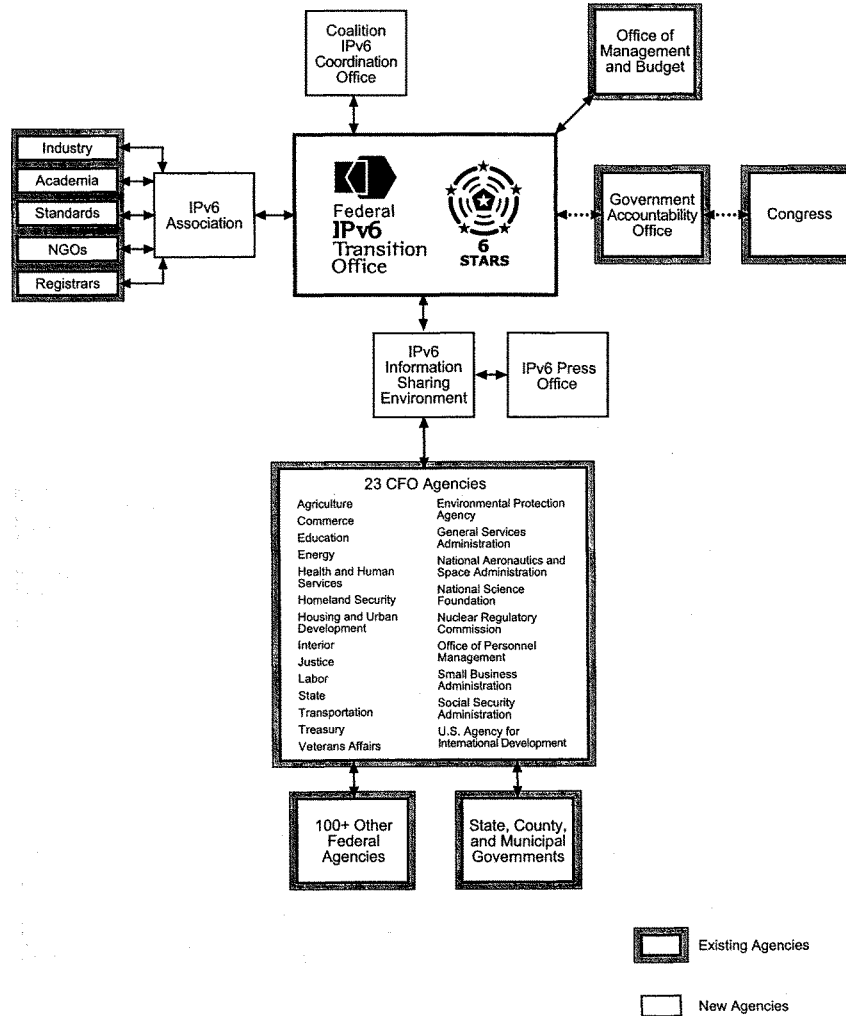 Coalition
IPv6
Coordination
Office
Office of
Management
and Budget
Industry
Academia
Standards
NGOs
Registrars
IPv6
Association
Federal
IPv6
Transition
Office
6
STARS
Government
Accountability
Office
Congress
IPv6
Information
Sharing
Environment
IPv6 Press
Office
23 CFO Agencies
Agriculture
Commerce
Education
Energy
Health and Human
Services
Homeland Security
Housing and Urban
Development
Interior
Justice
Labor
State
Transportation
Treasury
Veterans Affairs
Environmental Protection
Agency
General Services
Administration
National Aeronautics and
Space Administration
National Science
Foundation
Nuclear Regulatory
Commission
Office of Personnel
Management
Small Business
Administration
Social Security
Administration
U.S. Agency for
International Development
100+ Other
Federal
Agencies
State, County,
and Municipal
Governments
Existing Agencies
New Agencies